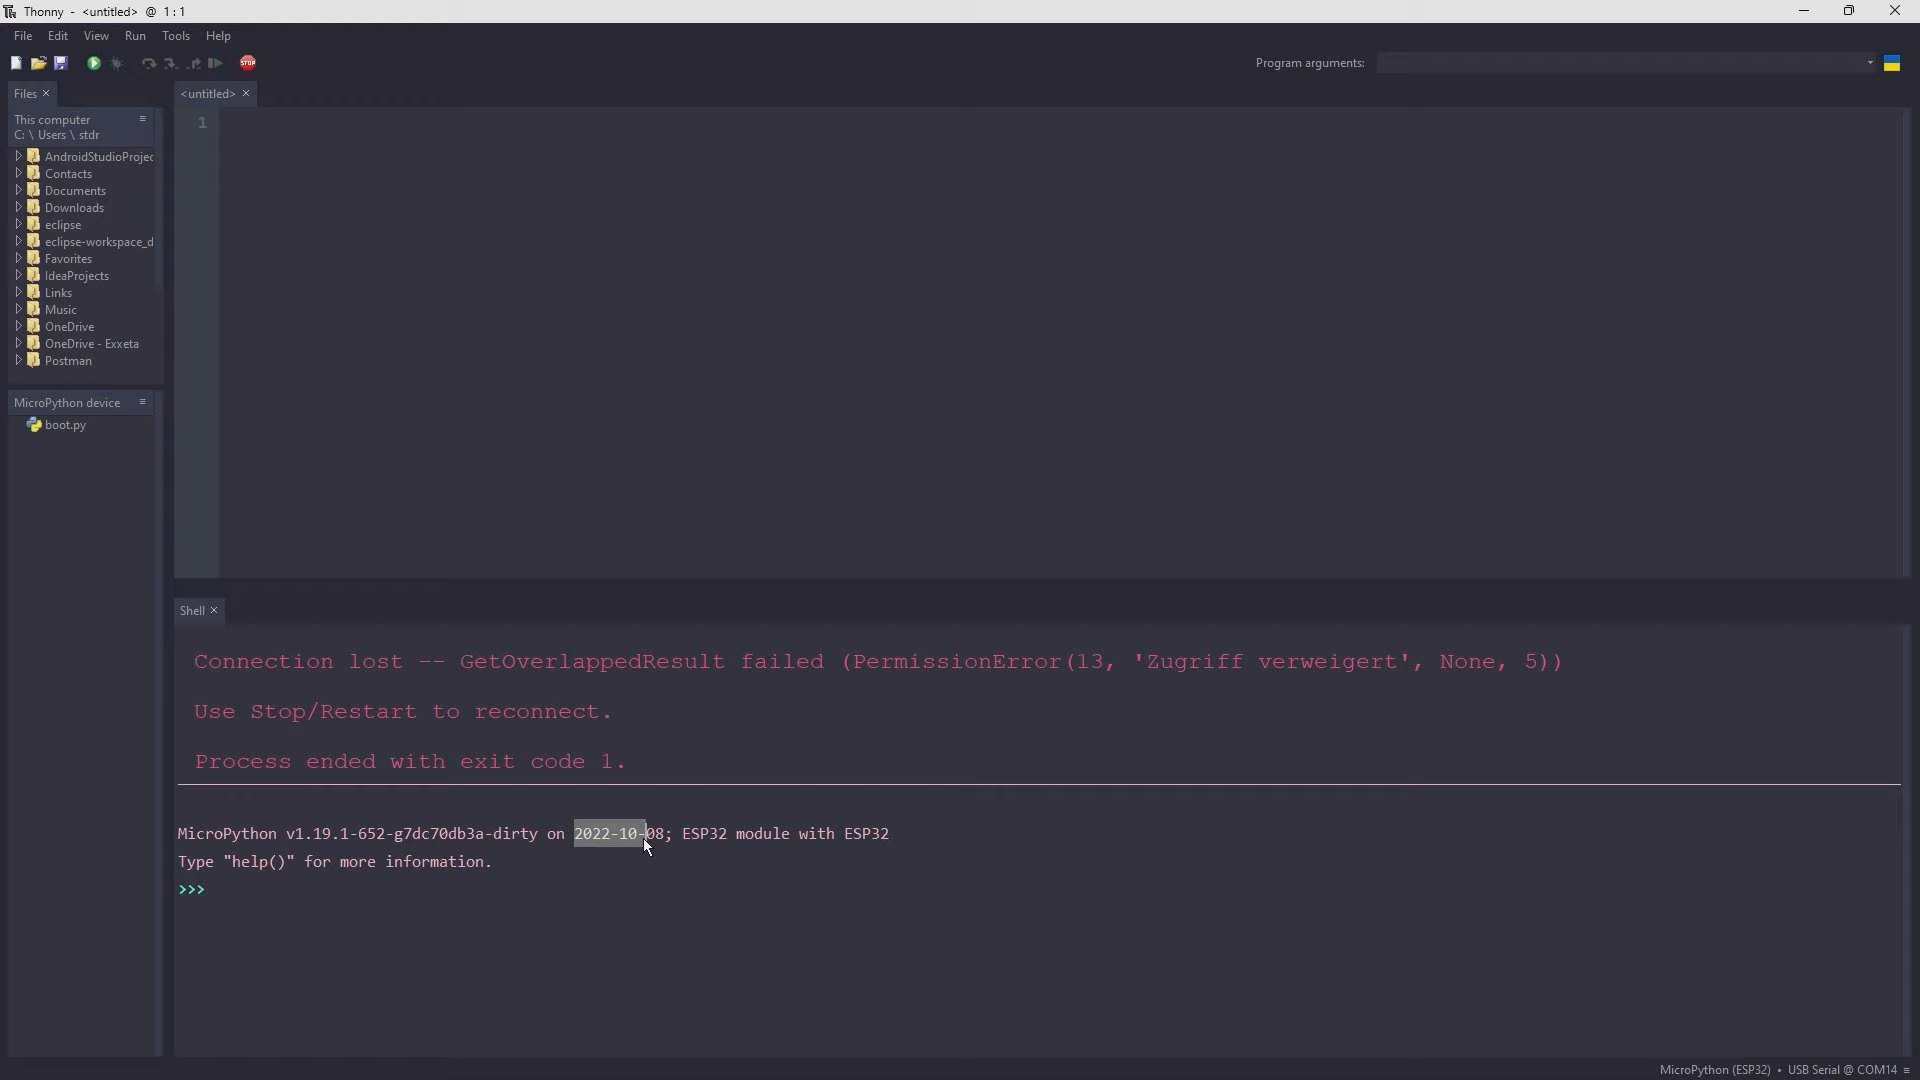 Thonny - <untitled> @ 1:1
File Edit View Run Tools Help
STOP
Program arguments:
Files
<untitled>
This computer
C: \ Users \ stdr
AndroidStudioProjec
Contacts
Documents
Downloads
eclipse
eclipse-workspace_d
Favorites
IdeaProjects
Links
Music
OneDrive
OneDrive - Exxeta
Postman
MicroPython device
boot.py
1
Shell
Connection lost -- GetOverlappedResult failed (PermissionError(13, 'Zugriff verweigert', None, 5))
Use Stop/Restart to reconnect.
Process ended with exit code 1.
MicroPython v1.19.1-652-g7dc70db3a-dirty on 2022-10-08; ESP32 module with ESP32
Type "help()" for more information.
>>>
MicroPython (ESP32) • USB Serial @ COM14 ≡